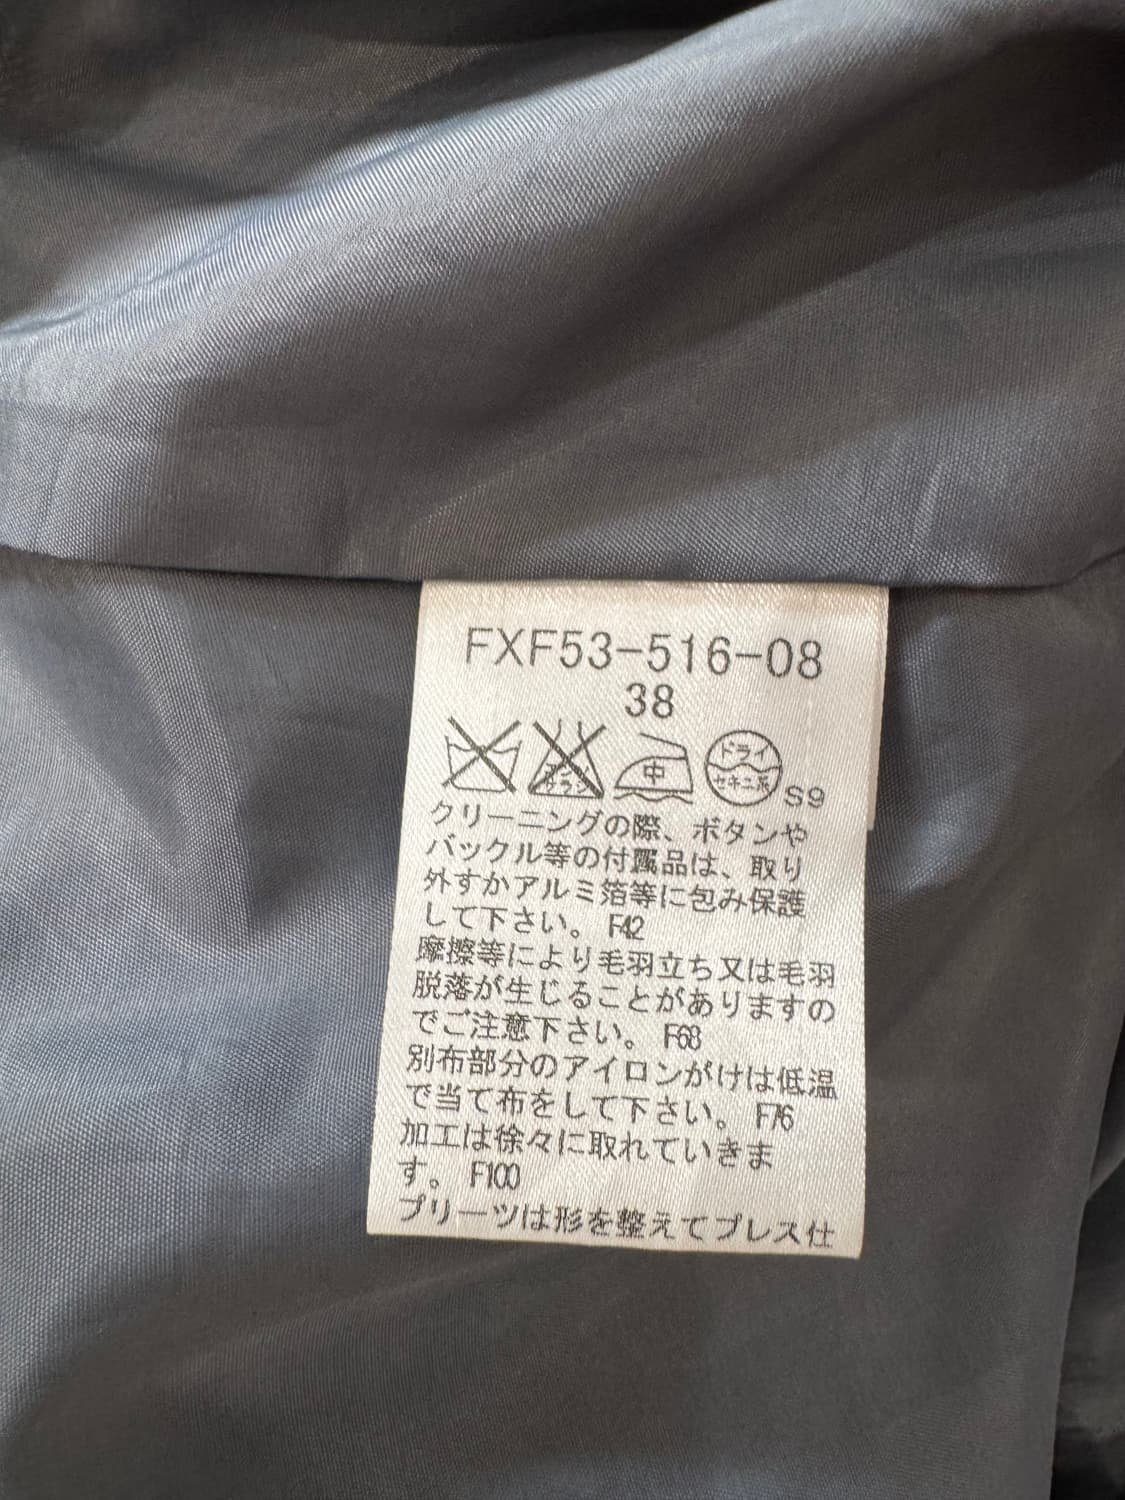 FXF53-516-08
38
エンソ
サラシ
中
ドライ
セキユ系
S9
クリーニングの際、ボタンや
バックル等の付属品は、取り
外すかアルミ箔等に包み保護
して下さい。 F42
摩擦等により毛羽立ち又は毛羽
脱落が生じることがありますの
でご注意下さい。 F68
別布部分のアイロンがけは低温
で当て布をして下さい。 F76
加工は徐々に取れていきま
す。 F100
プリーツは形を整えてプレス仕